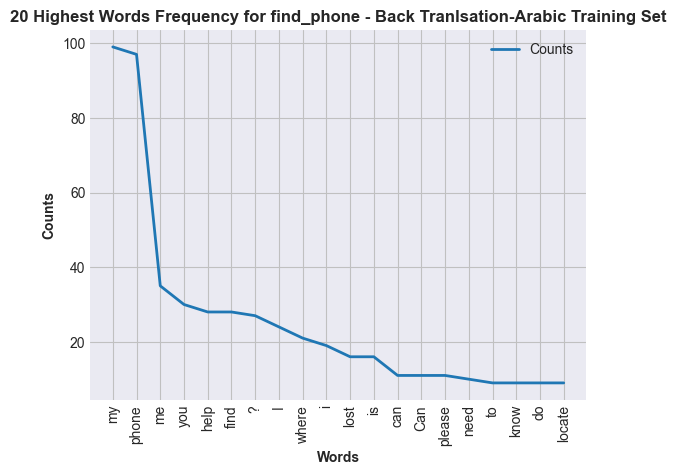 20 Highest Words Frequency for find_phone - Back Tranlsation-Arabic Training Set
Counts
100
80
60
40
20
Counts
my
phone
me
you
help
find
?
I
where
i
lost
is
can
Can
please
need
to
know
do
locate
Words